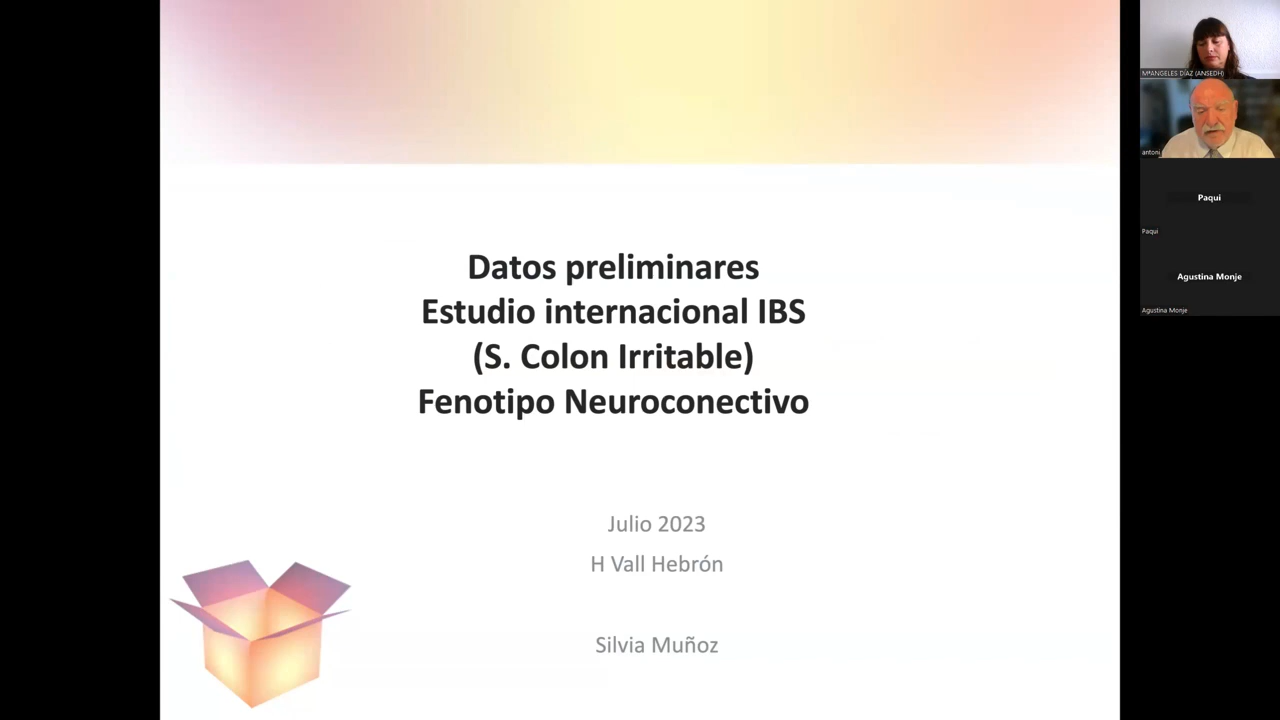 Datos preliminares
Estudio internacional IBS
(S. Colon Irritable)
Fenotipo Neuroconectivo
Julio 2023
H Vall Hebrón
Silvia Muñoz
MªANGELES DÍAZ (ANSEDH)
antoni
Paqui
Paqui
Agustina Monje
Agustina Monje